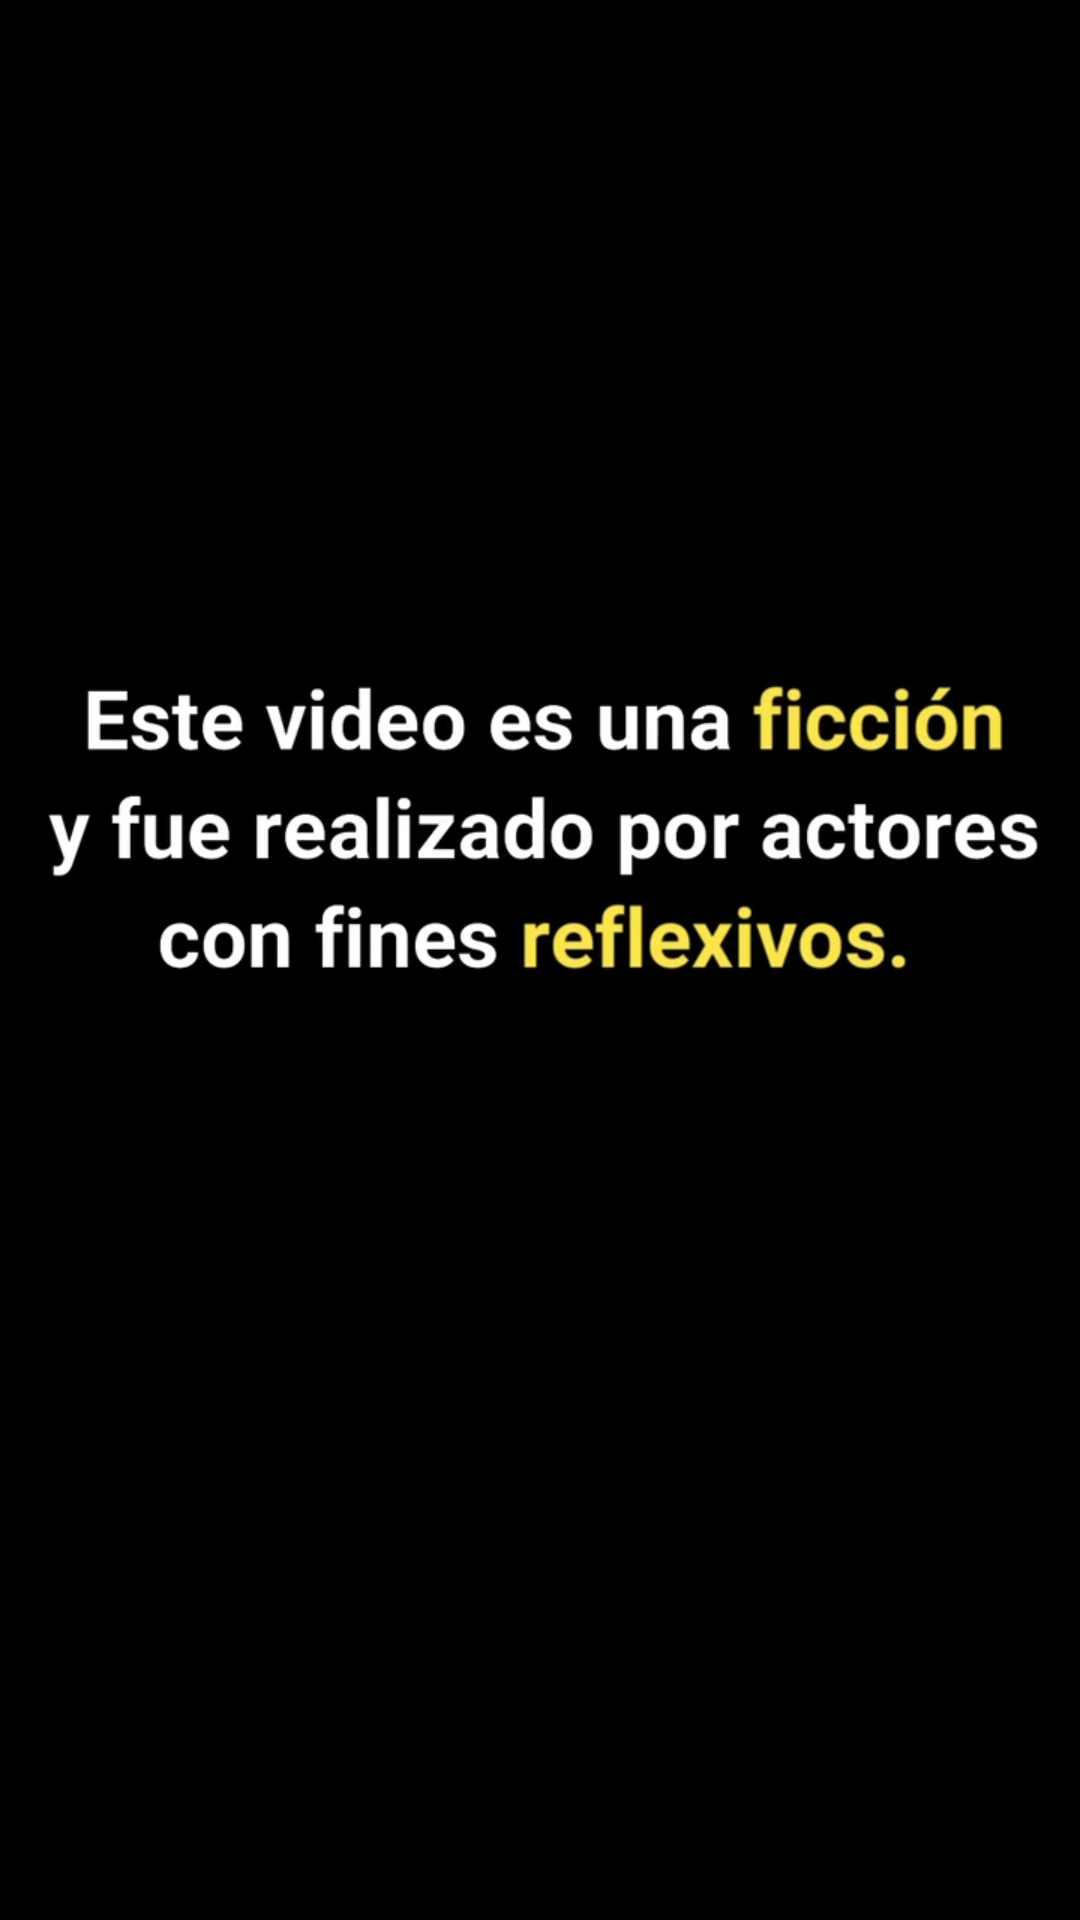 Este video es una ficción
y fue realizado por actores
con fines reflexivos.